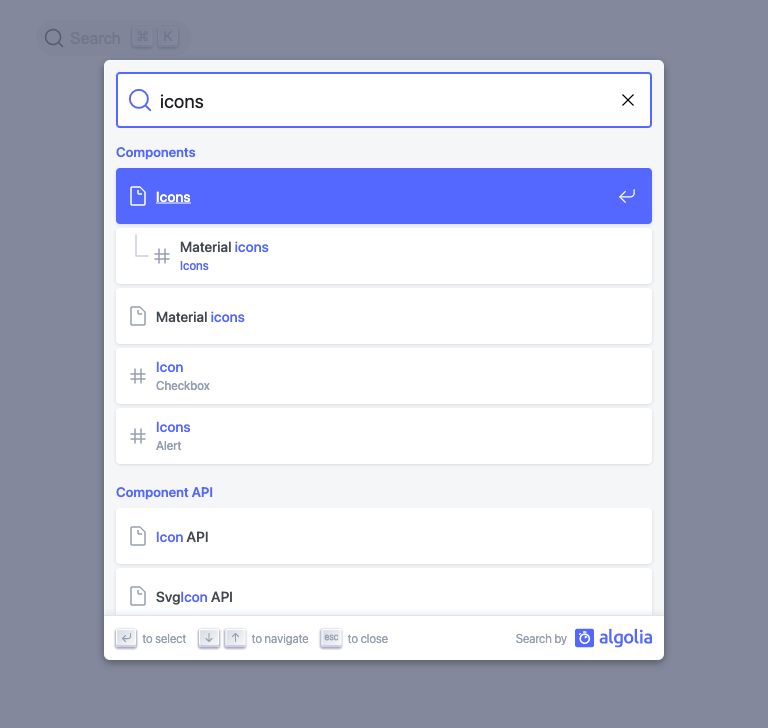 Search ⌘ K
icons
Components
Icons
Material icons
Icons
Material icons
Icon
Checkbox
Icons
Alert
Component API
Icon API
SvgIcon API
to select to navigate esc to close Search by algolia